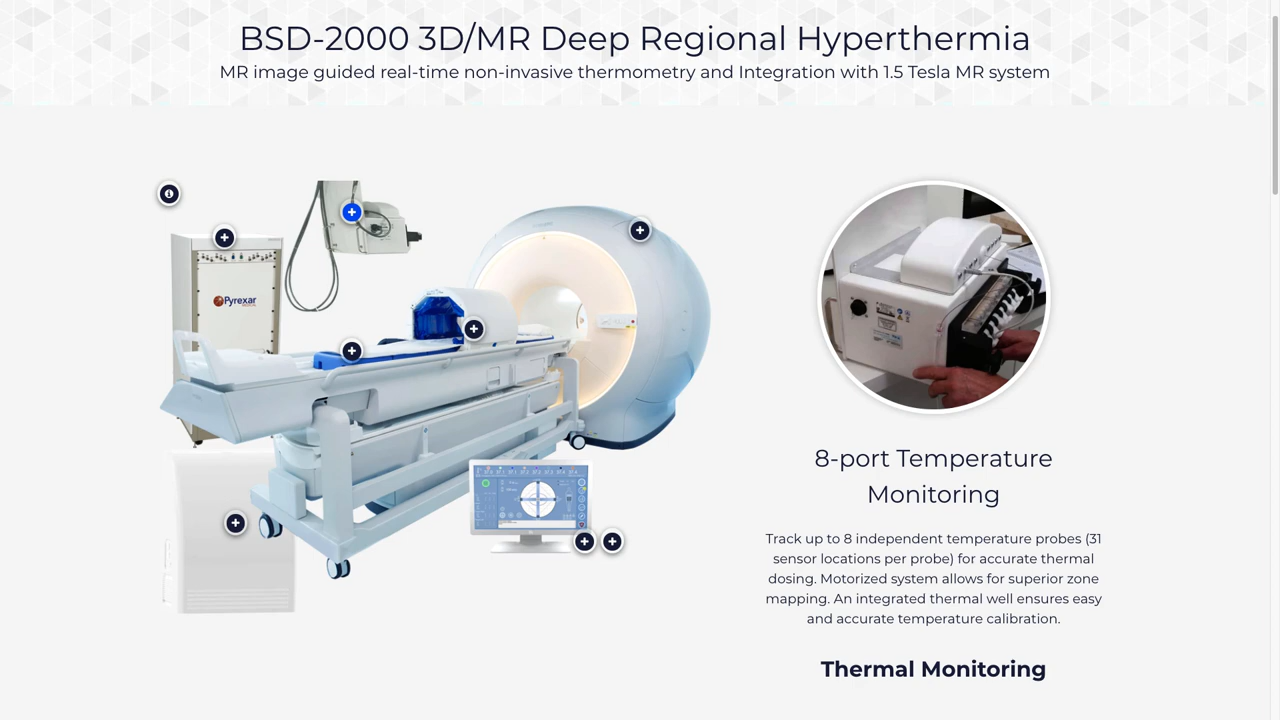 BSD-2000 3D/MR Deep Regional Hyperthermia
MR image guided real-time non-invasive thermometry and Integration with 1.5 Tesla MR system
Pyrexar
8-port Temperature
Monitoring
Track up to 8 independent temperature probes (31
sensor locations per probe) for accurate thermal
dosing. Motorized system allows for superior zone
mapping. An integrated thermal well ensures easy
and accurate temperature calibration.
Thermal Monitoring